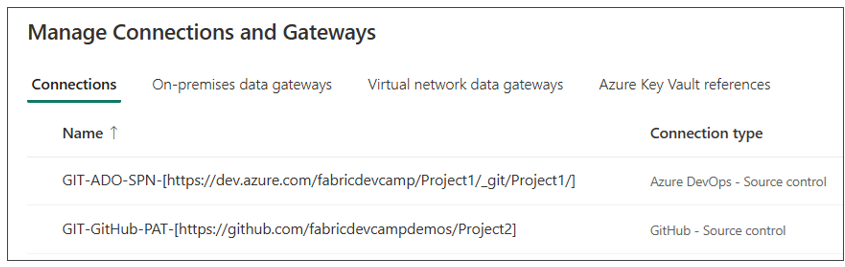 Manage Connections and Gateways
Connections On-premises data gateways Virtual network data gateways Azure Key Vault references
Name ↑ Connection type
GIT-ADO-SPN-[https://dev.azure.com/fabricdevcamp/Project1/_git/Project1/] Azure DevOps - Source control
GIT-GitHub-PAT-[https://github.com/fabricdevcampdemos/Project2] GitHub - Source control